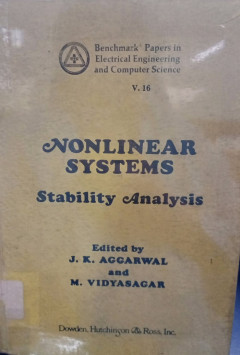 Benchmark® Papers in
Electrical Engineering
and Computer Science
V. 16
NONLINEAR
SYSTEMS
Stability Analysis
Edited by
J. K. AGGARWAL
and
M. VIDYASAGAR
Dowden, Hutchinson & Ross, Inc.